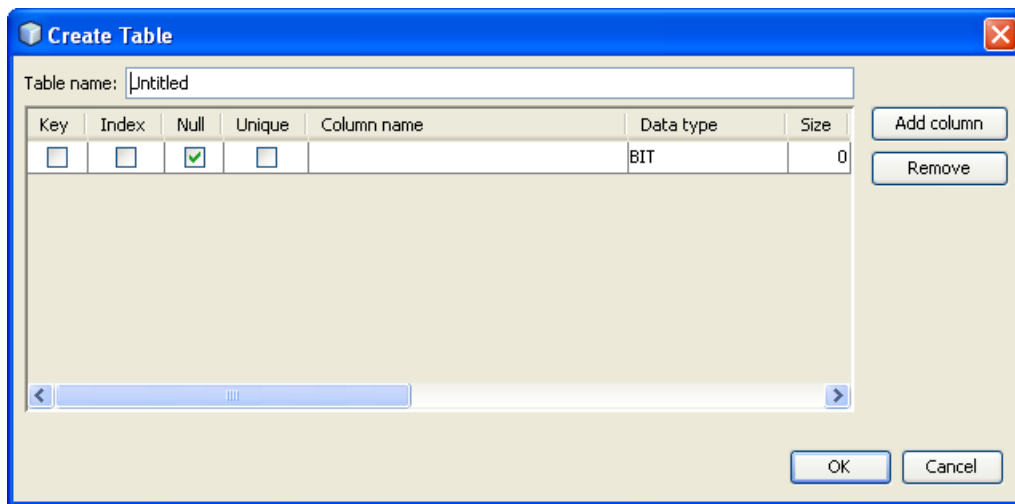 Create Table
Table name: Untitled
Key Index Null Unique Column name Data type Size Add column
BIT 0 Remove
OK Cancel